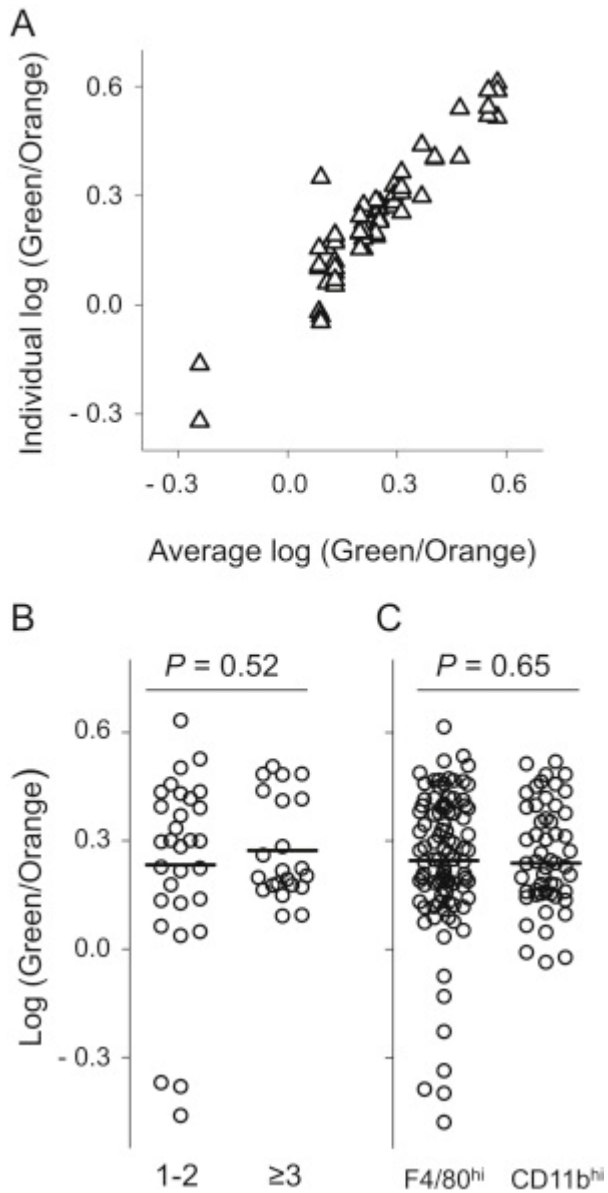 A
Individual log (Green/Orange)
0.6
0.3
0.0
- 0.3
- 0.3 0.0 0.3 0.6
Average log (Green/Orange)
B C
P = 0.52 P = 0.65
Log (Green/Orange)
0.6
0.3
0.0
- 0.3
1-2 ≥3 F4/80hi CD11bhi